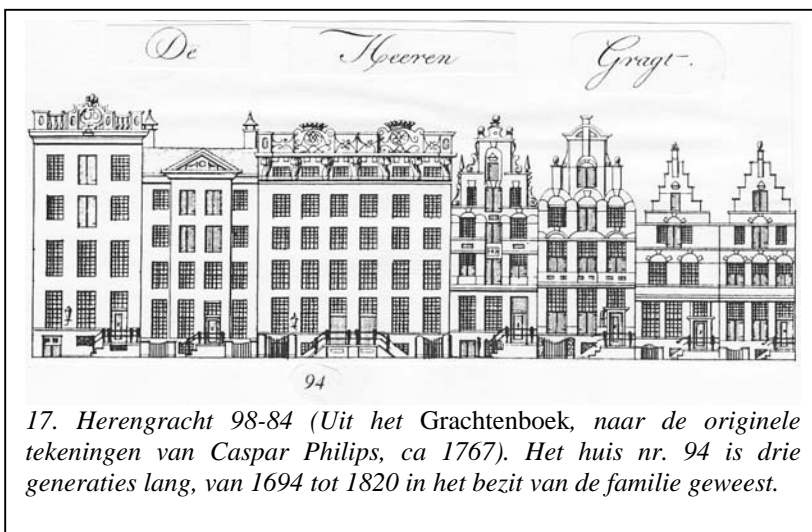 De Heeren Gragt.
94
17. Herengracht 98-84 (Uit het Grachtenboek, naar de originele
tekeningen van Caspar Philips, ca 1767). Het huis nr. 94 is drie
generaties lang, van 1694 tot 1820 in het bezit van de familie geweest.